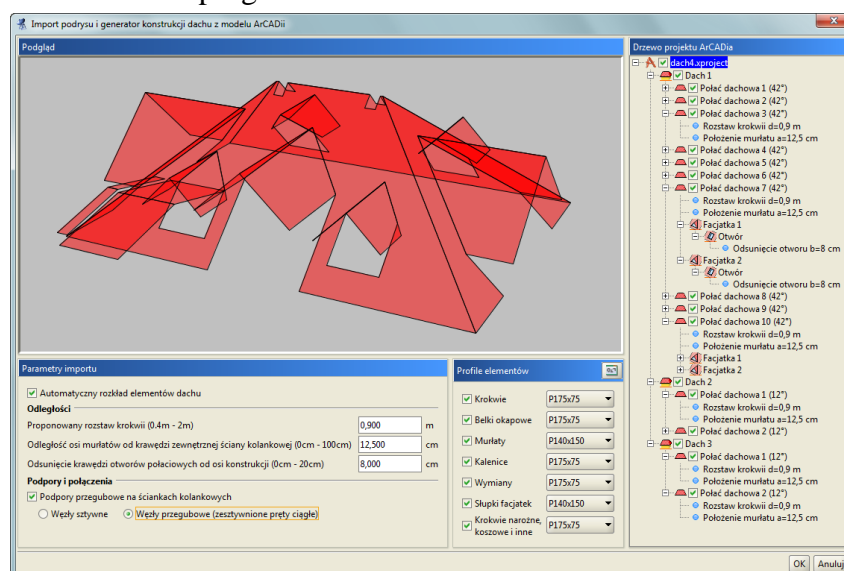 Import podrysu i generator konstrukcji dachu z modelu ArCADii
Podgląd
Parametry importu
Automatyczny rozkład elementów dachu
Odległości
Proponowany rozstaw krokwii (0.4m - 2m) 0,900 m
Odległość osi murłatów od krawędzi zewnętrznej ściany kolankowej (0cm - 100cm) 12,500 cm
Odsunięcie krawędzi otworów połaciowych od osi konstrukcji (0cm - 20cm) 8,000 cm
Podpory i połączenia
Podpory przegubowe na ściankach kolankowych
Węzły sztywne Węzły przegubowe (zesztywnione pręty ciągłe)
Profile elementów
Krokwie P175x75
Belki okapowe P175x75
Murłaty P140x150
Kalenice P175x75
Wymiany P175x75
Słupki facjatek P140x150
Krokwie narożne, koszowe i inne P175x75
Drzewo projektu ArCADia
dach4.xproject
Dach 1
Połać dachowa 1 (42°)
Połać dachowa 2 (42°)
Połać dachowa 3 (42°)
Rozstaw krokwii d=0,9 m
Położenie murłatu a=12,5 cm
Połać dachowa 4 (42°)
Połać dachowa 5 (42°)
Połać dachowa 6 (42°)
Połać dachowa 7 (42°)
Rozstaw krokwii d=0,9 m
Położenie murłatu a=12,5 cm
Facjatka 1
Otwór
Odsunięcie otworu b=8 cm
Facjatka 2
Otwór
Odsunięcie otworu b=8 cm
Połać dachowa 8 (42°)
Połać dachowa 9 (42°)
Połać dachowa 10 (42°)
Rozstaw krokwii d=0,9 m
Położenie murłatu a=12,5 cm
Facjatka 1
Facjatka 2
Dach 2
Połać dachowa 1 (12°)
Rozstaw krokwii d=0,9 m
Położenie murłatu a=12,5 cm
Połać dachowa 2 (12°)
Dach 3
Połać dachowa 1 (12°)
Rozstaw krokwii d=0,9 m
Położenie murłatu a=12,5 cm
Połać dachowa 2 (12°)
Rozstaw krokwii d=0,9 m
Położenie murłatu a=12,5 cm
OK Anuluj